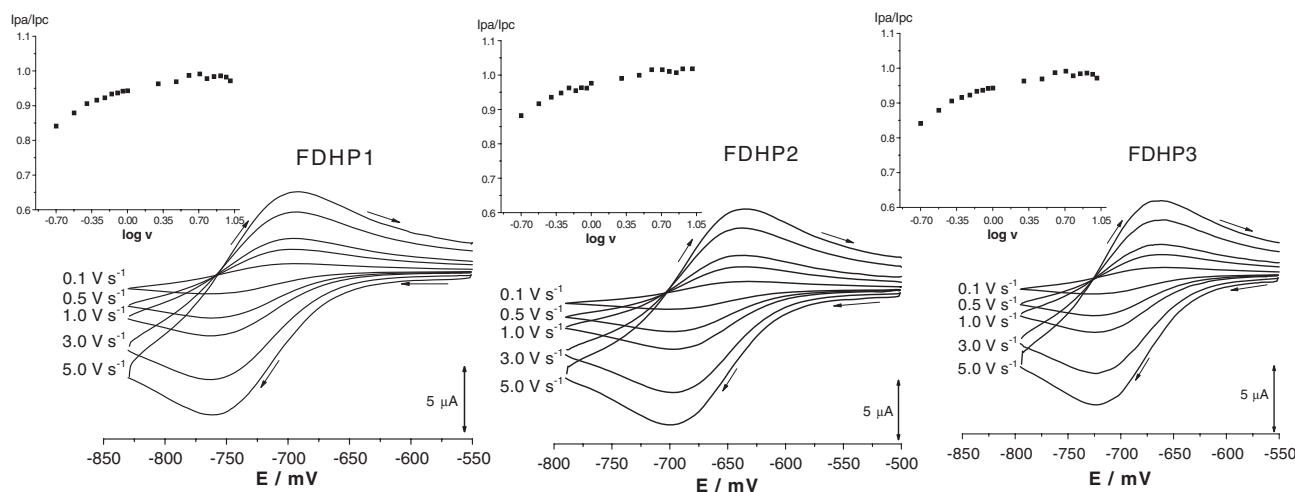 Ipa/Ipc
1.1
1.0
0.9
0.8
0.7
0.6
-0.70 -0.35 0.00 0.35 0.70 1.05
log v
FDHP1
0.1 V s-1
0.5 V s-1
1.0 V s-1
3.0 V s-1
5.0 V s-1
5 μA
-850 -800 -750 -700 -650 -600 -550
E / mV
Ipa/Ipc
1.1
1.0
0.9
0.8
0.7
0.6
-0.70 -0.35 0.00 0.35 0.70 1.05
log v
FDHP2
0.1 V s-1
0.5 V s-1
1.0 V s-1
3.0 V s-1
5.0 V s-1
5 μA
-800 -750 -700 -650 -600 -550 -500
E / mV
Ipa/Ipc
1.1
1.0
0.9
0.8
0.7
0.6
-0.70 -0.35 0.00 0.35 0.70 1.05
log v
FDHP3
0.1 V s-1
0.5 V s-1
1.0 V s-1
3.0 V s-1
5.0 V s-1
5 μA
-850 -800 -750 -700 -650 -600 -550
E / mV